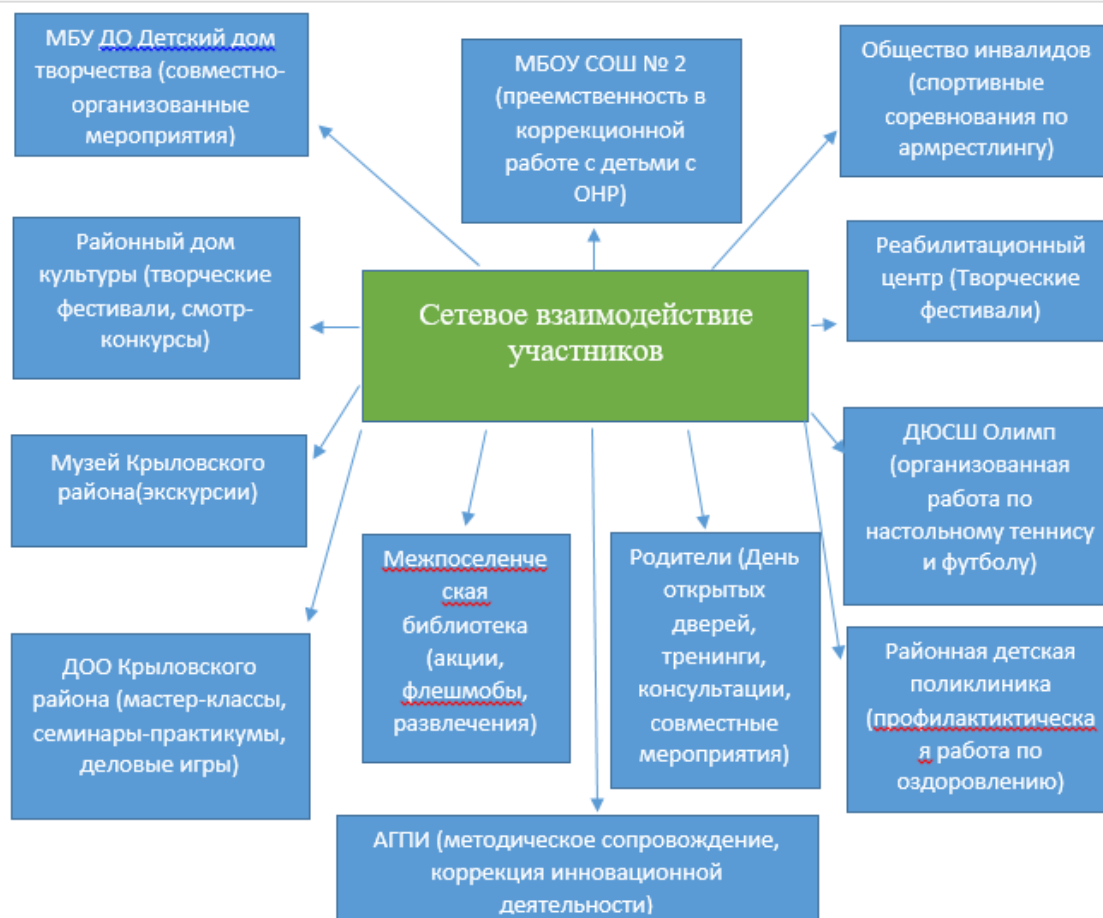 МБУ ДО Детский дом
творчества (совместно-
организованные
мероприятия)
МБОУ СОШ № 2
(преемственность в
коррекционной
работе с детьми с
ОНР)
Общество инвалидов
(спортивные
соревнования по
армрестлингу)
Районный дом
культуры (творческие
фестивали, смотр-
конкурсы)
Сетевое взаимодействие
участников
Реабилитационный
центр (Творческие
фестивали)
Музей Крыловского
района(экскурсии)
ДЮСШ Олимп
(организованная
работа по
настольному теннису
и футболу)
ДОО Крыловского
района (мастер-классы,
семинары-практикумы,
деловые игры)
Межпоселенче
ская
библиотека
(акции,
флешмобы,
развлечения)
Родители (День
открытых
дверей,
тренинги,
консультации,
совместные
мероприятия)
Районная детская
поликлиника
(профилактиктическа
я работа по
оздоровлению)
АГПИ (методическое сопровождение,
коррекция инновационной
деятельности)